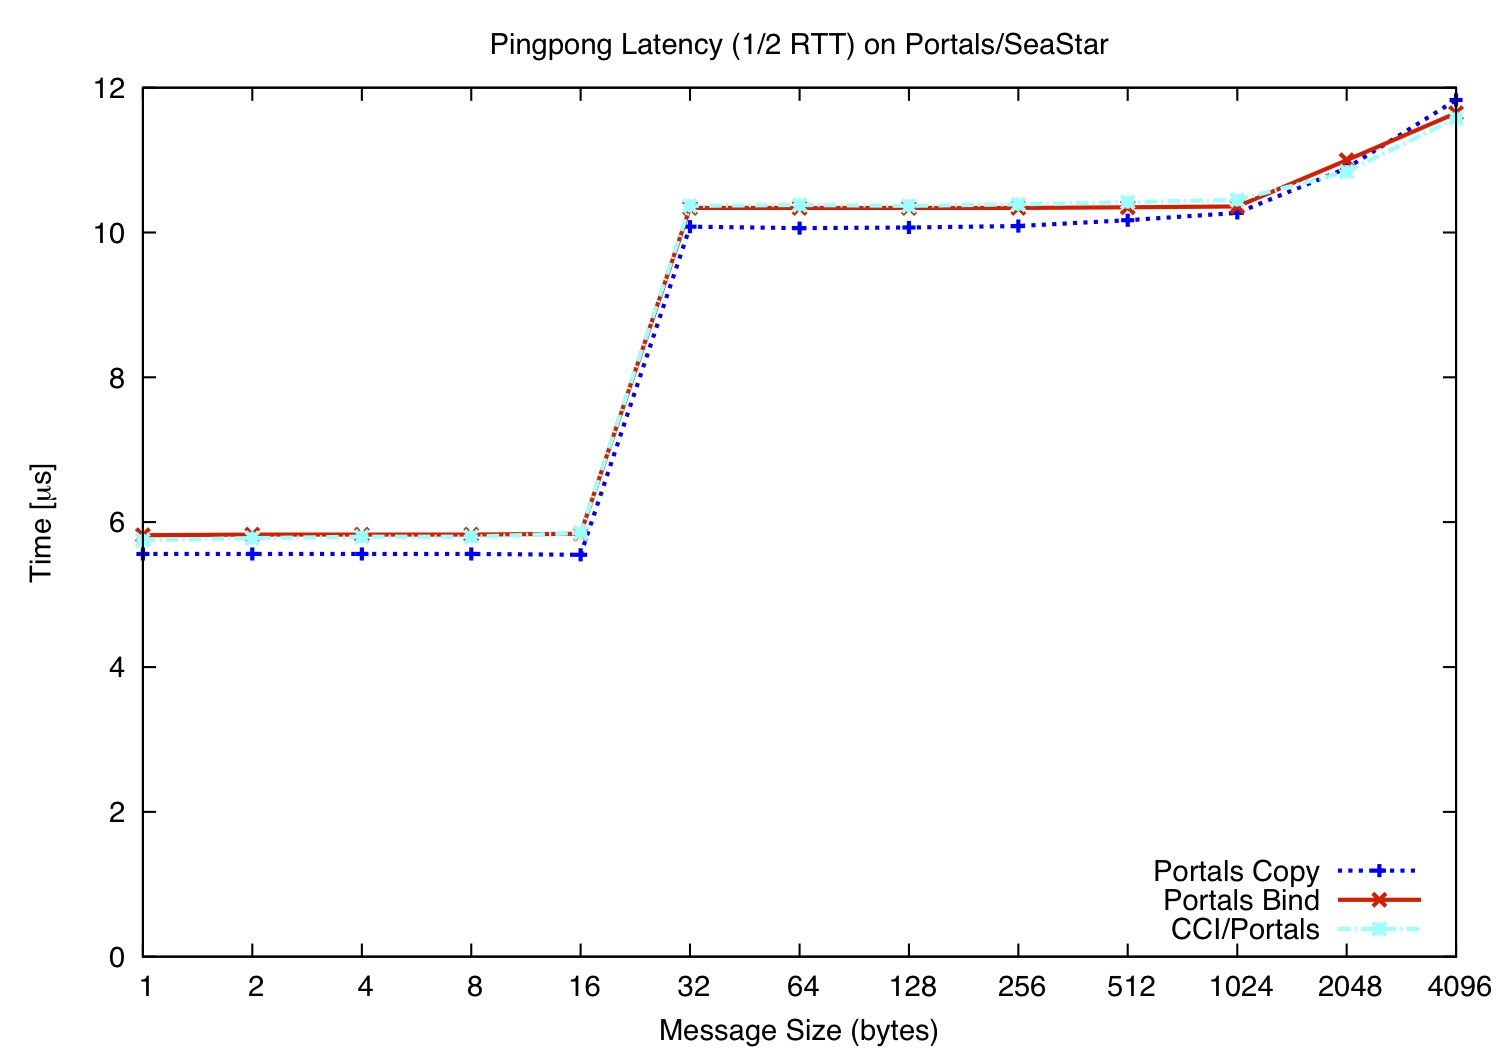 Pingpong Latency (1/2 RTT) on Portals/SeaStar
12
10
8
6
4
2
0
Time [μs]
Portals Copy
Portals Bind
CCI/Portals
1 2 4 8 16 32 64 128 256 512 1024 2048 4096
Message Size (bytes)